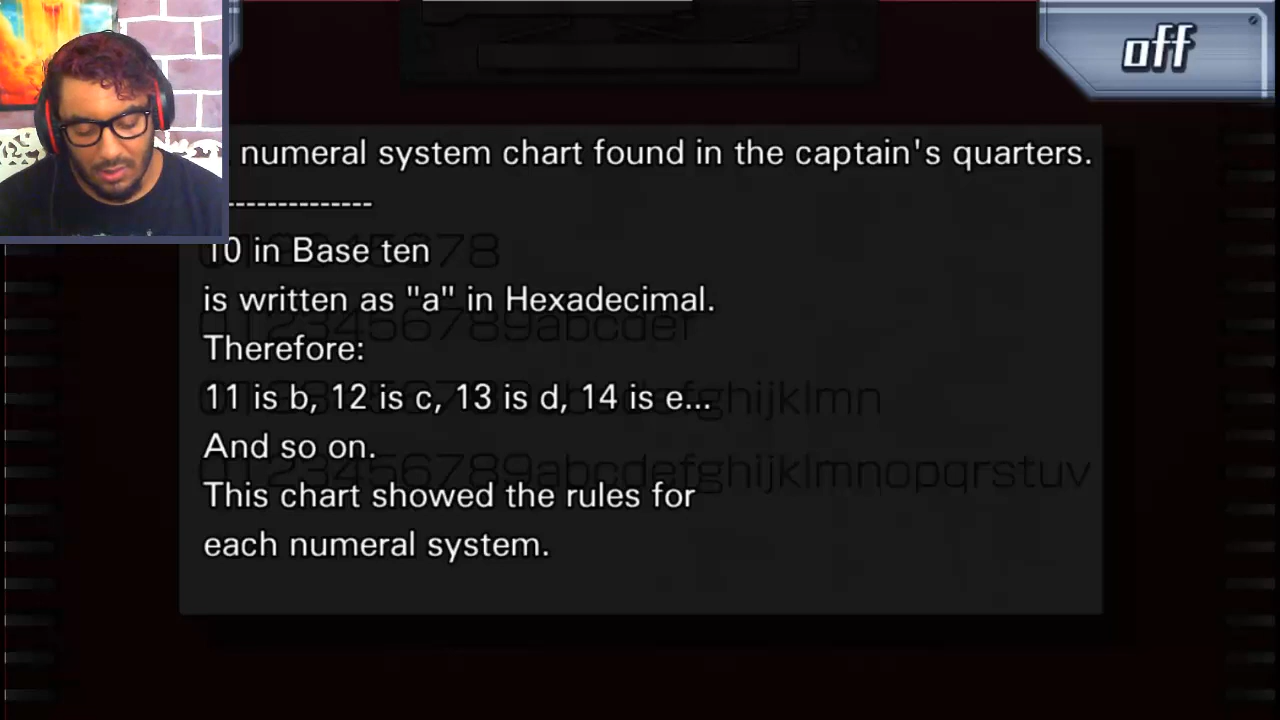 off
numeral system chart found in the captain's quarters.
--------------
10 in Base ten
is written as "a" in Hexadecimal.
Therefore:
11 is b, 12 is c, 13 is d, 14 is e...
And so on.
This chart showed the rules for
each numeral system.